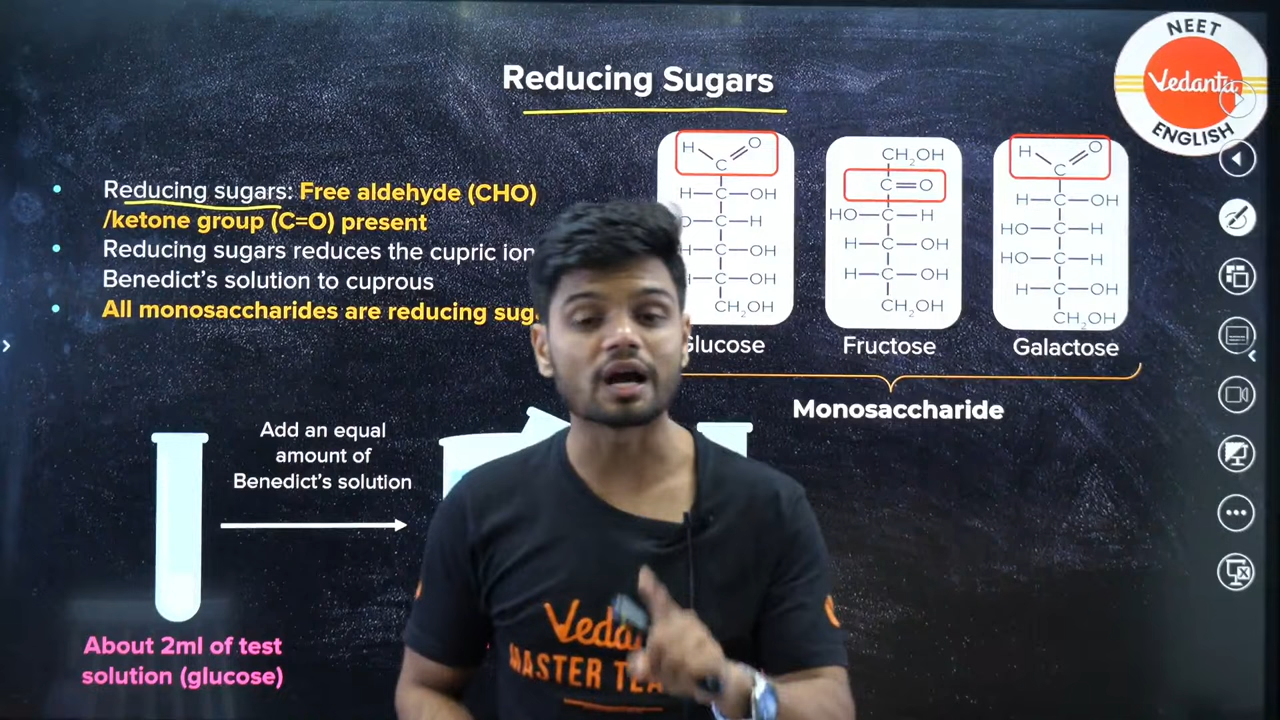 NEET
Vedantu
ENGLISH
Reducing Sugars
Reducing sugars: Free aldehyde (CHO)
/ketone group (C=O) present
Reducing sugars reduces the cupric ion
Benedict's solution to cuprous
All monosaccharides are reducing
H O
C
H—C—OH
C—H
C—OH
C—OH
CH2OH
Glucose
CH2OH
C=O
HO—C—H
H—C—OH
H—C—OH
CH2OH
Fructose
H O
C
H—C—OH
HO—C—H
HO—C—H
H—C—OH
CH2OH
Galactose
Monosaccharide
Add an equal
amount of
Benedict's solution
About 2ml of test
solution (glucose)
MASTER